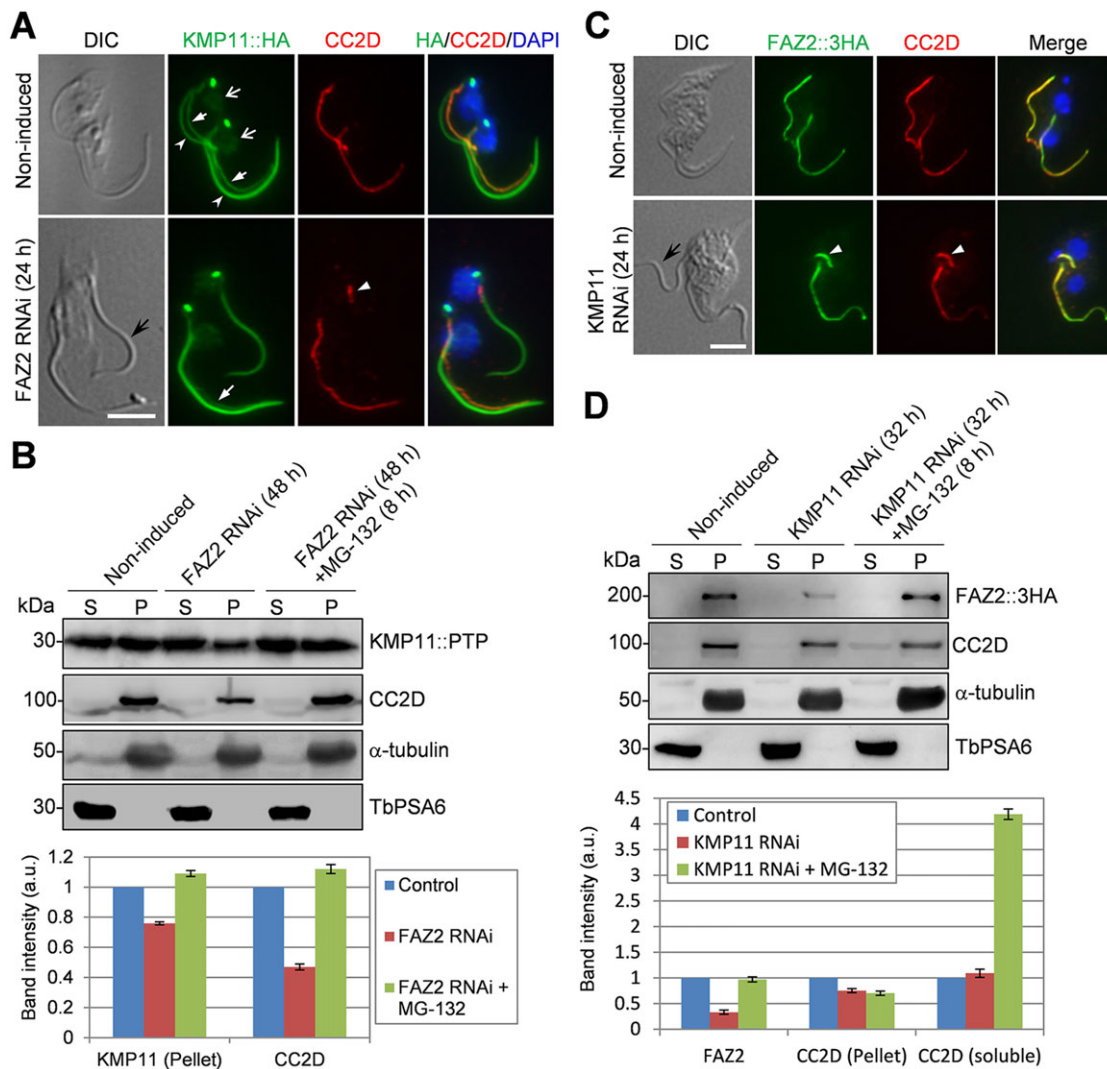 A
DIC
KMP11::HA
CC2D
HA/CC2D/DAPI
Non-induced
FAZ2 RNAi (24 h)
B
Non-induced
FAZ2 RNAi (48 h)
FAZ2 RNAi (48 h)
+MG-132 (8 h)
kDa
S P S P S P
30
KMP11::PTP
100
CC2D
50
α-tubulin
30
TbPSA6
Band intensity (a.u.)
1.2
1
0.8
0.6
0.4
0.2
0
KMP11 (Pellet)
CC2D
Control
FAZ2 RNAi
FAZ2 RNAi +
MG-132
C
DIC
FAZ2::3HA
CC2D
Merge
Non-induced
KMP11
RNAi (24 h)
D
Non-induced
KMP11 RNAi (32 h)
KMP11 RNAi (32 h)
+MG-132 (8 h)
kDa
S P S P S P
200
FAZ2::3HA
100
CC2D
50
α-tubulin
30
TbPSA6
Band intensity (a.u.)
4.5
4
3.5
3
2.5
2
1.5
1
0.5
0
Control
KMP11 RNAi
KMP11 RNAi + MG-132
FAZ2
CC2D (Pellet)
CC2D (soluble)